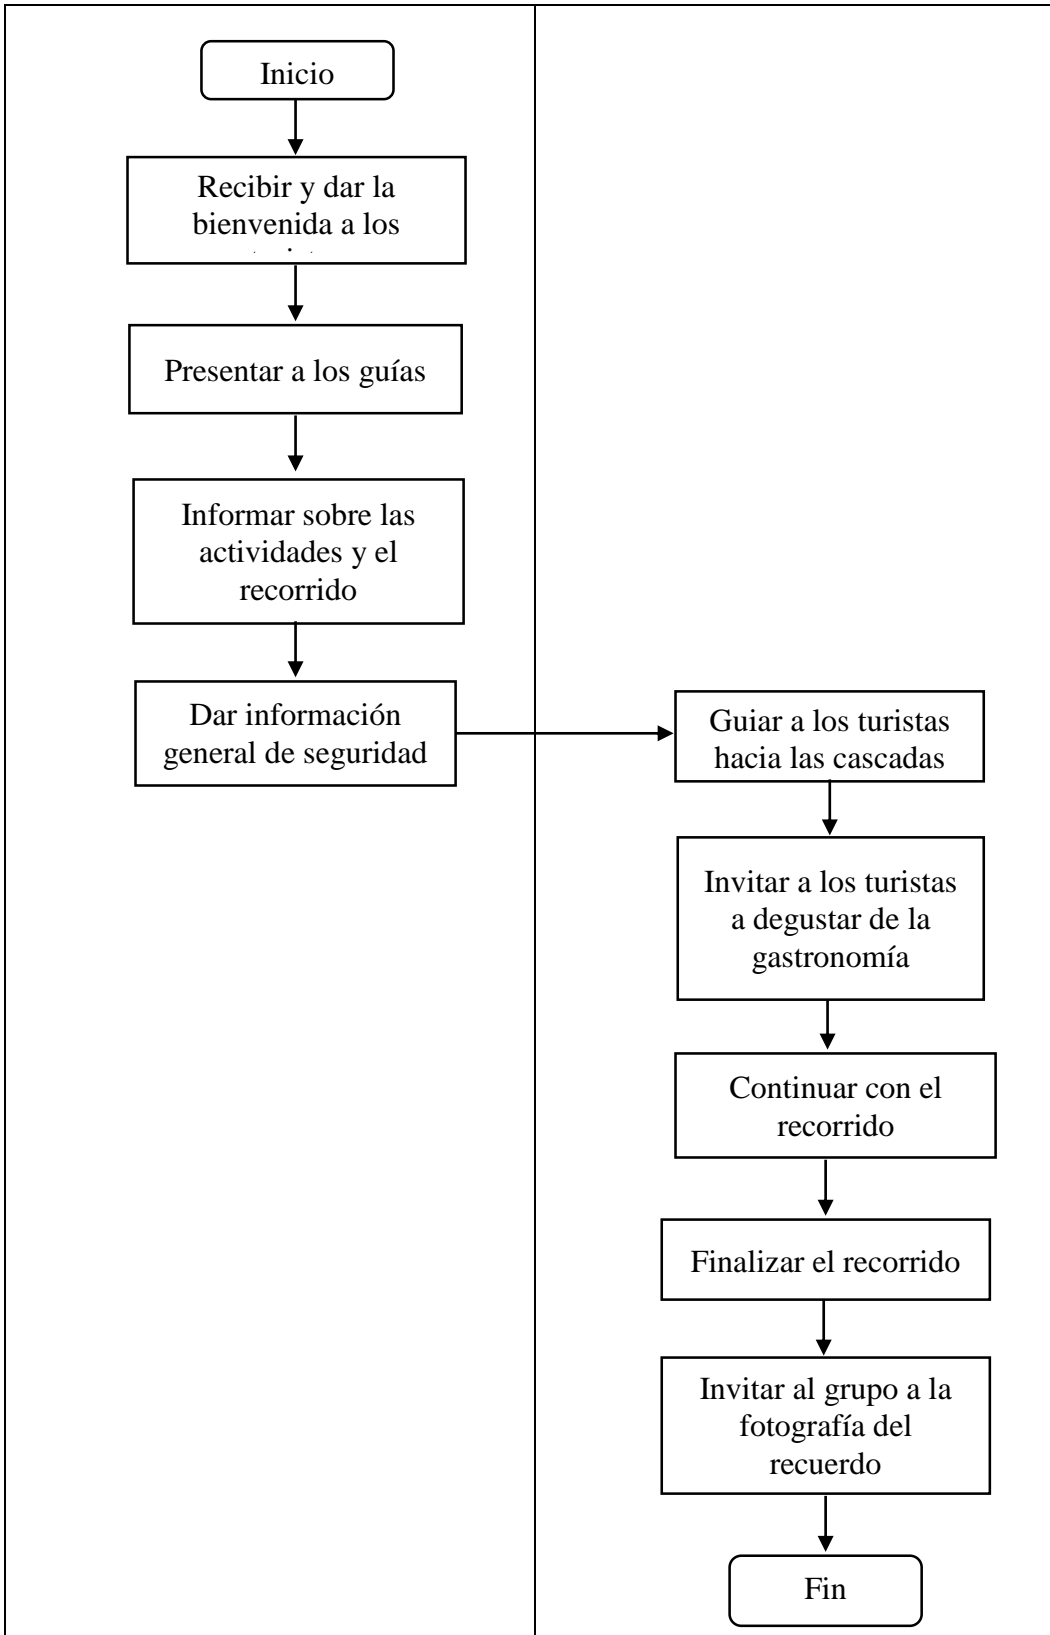 Inicio
Recibir y dar la
bienvenida a los
Presentar a los guías
Informar sobre las
actividades y el
recorrido
Dar información
general de seguridad
Guiar a los turistas
hacia las cascadas
Invitar a los turistas
a degustar de la
gastronomía
Continuar con el
recorrido
Finalizar el recorrido
Invitar al grupo a la
fotografía del
recuerdo
Fin